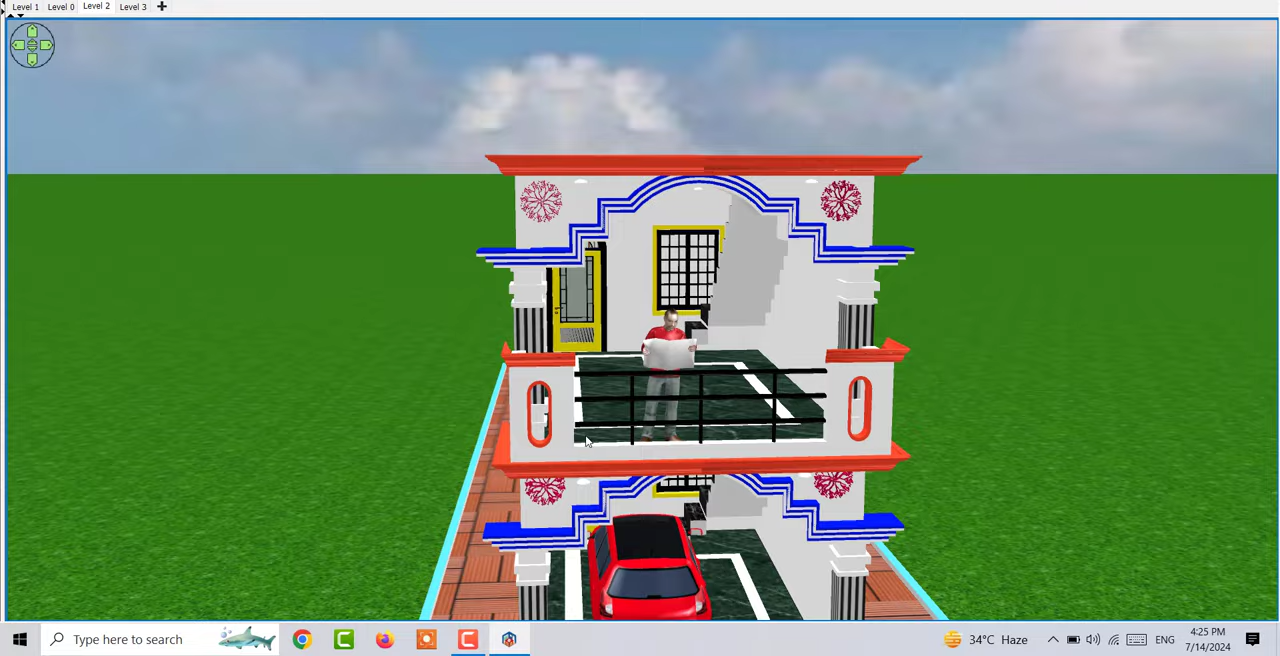 Level 1 Level 0 Level 2 Level 3
Type here to search
34°C Haze
ENG
4:25 PM
7/14/2024